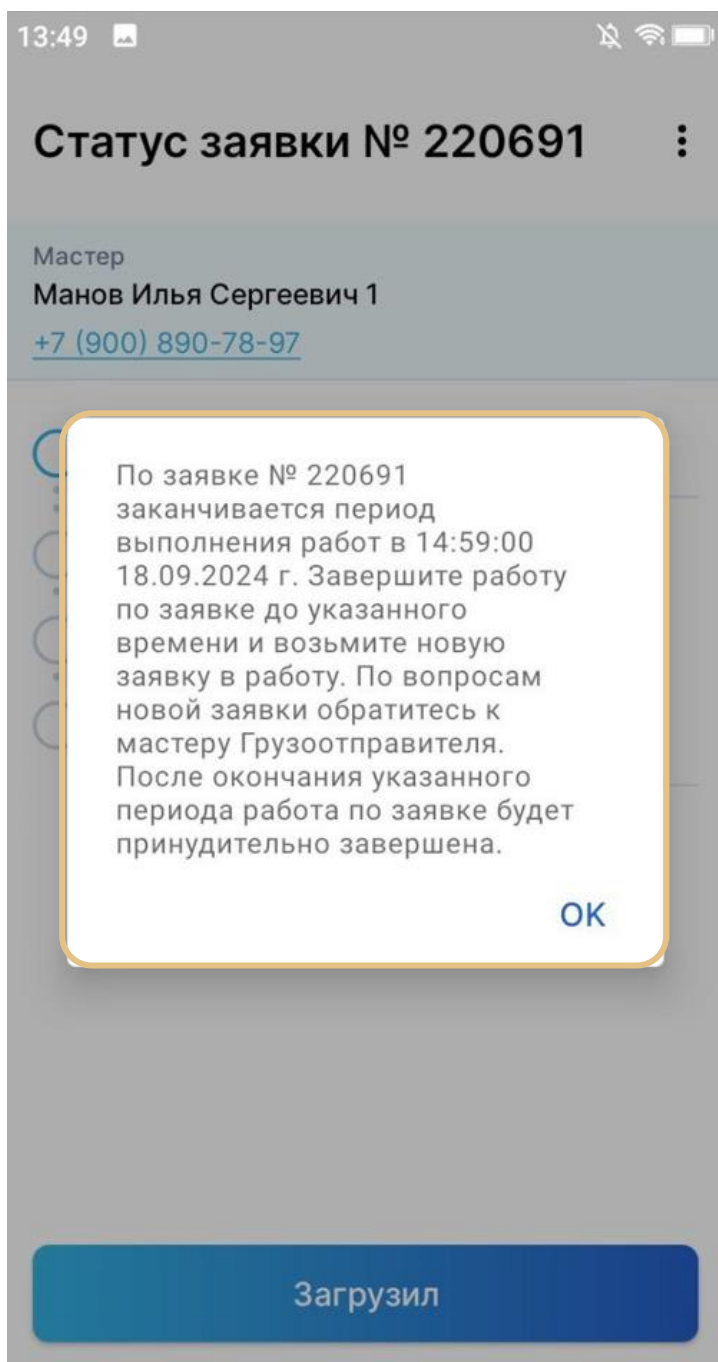 13:49
Статус заявки № 220691
Мастер
Манов Илья Сергеевич 1
+7 (900) 890-78-97
По заявке № 220691
заканчивается период
выполнения работ в 14:59:00
18.09.2024 г. Завершите работу
по заявке до указанного
времени и возьмите новую
заявку в работу. По вопросам
новой заявки обратитесь к
мастеру Грузоотправителя.
После окончания указанного
периода работа по заявке будет
принудительно завершена.
ОК
Загрузил